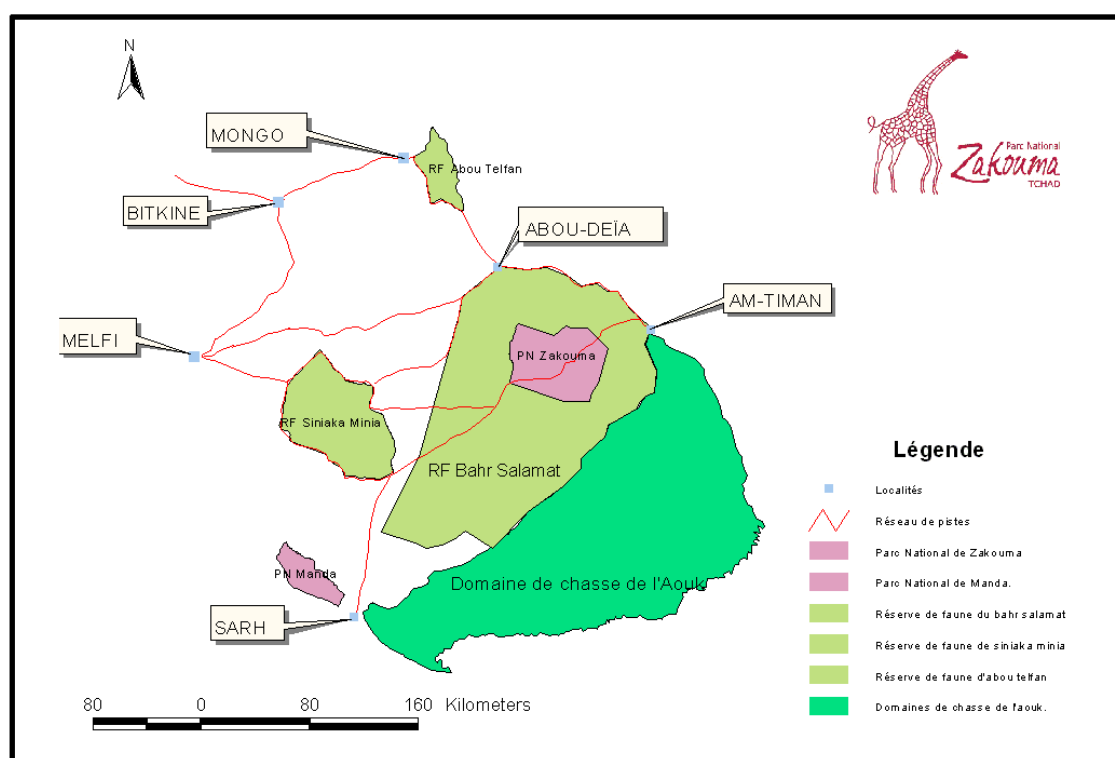 N
MONGO
RF Abou Telfan
BITKINE
ABOU-DEÏA
AM-TIMAN
MELFI
PN Zakouma
RF Siniaka Minia
RF Bahr Salamat
PN Manda
Domaine de chasse de l'Aouk
SARH
80 0 80 160 Kilometers
Parc National
Zakouma
TCHAD
Légende
Localités
Réseau de pistes
Parc National de Zakouma
Parc National de Manda.
Réserve de faune du bahr salamat
Réserve de faune de siniaka minia
Réserve de faune d'abou telfan
Domaines de chasse de l'aouk.